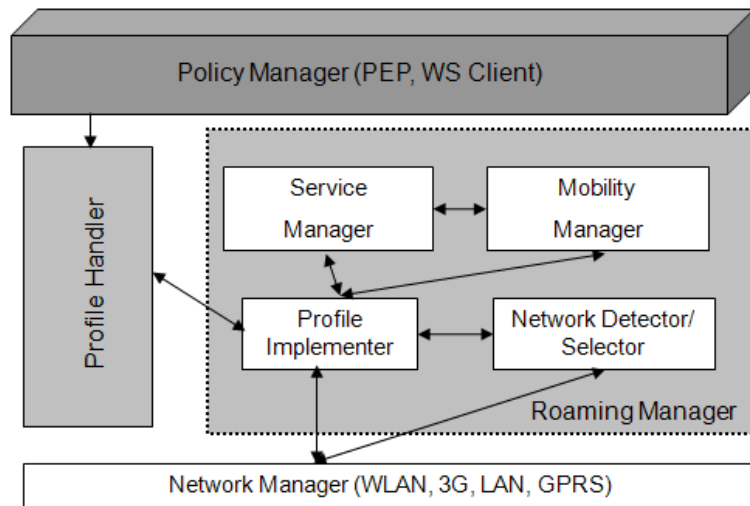 Policy Manager (PEP, WS Client)
Profile Handler
Service
Manager
Mobility
Manager
Profile
Implementer
Network Detector/
Selector
Roaming Manager
Network Manager (WLAN, 3G, LAN, GPRS)